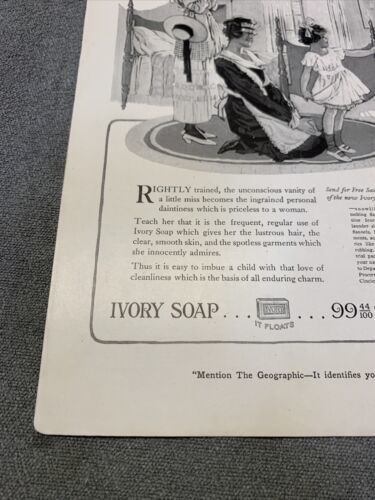 RIGHTLY trained, the unconscious vanity of
a little miss becomes the ingrained personal
daintiness which is priceless to a woman.
Teach her that it is the frequent, regular use of
Ivory Soap which gives her the lustrous hair, the
clear, smooth skin, and the spotless garments which
she innocently admires.
Thus it is easy to imbue a child with that love of
cleanliness which is the basis of all enduring charm.
Send for Free Sam
of the new Ivory
IVORY SOAP . . . . . . 99 44/100
IVORY
IT FLOATS
"Mention The Geographic—It identifies yo